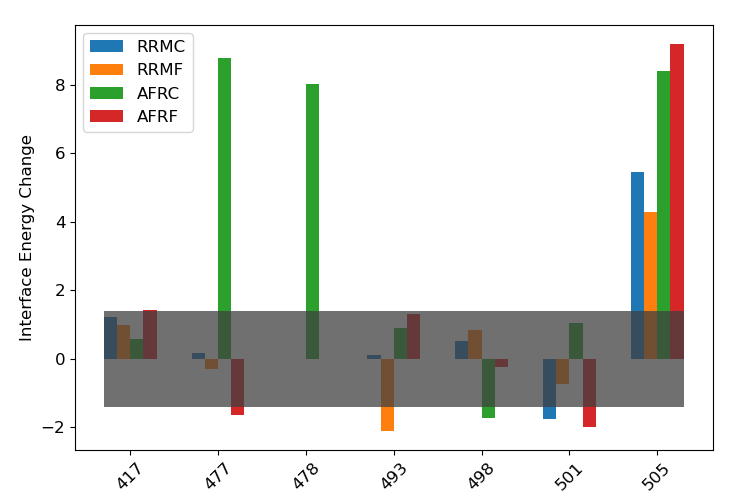 RRMC
RRMF
AFRC
AFRF
Interface Energy Change
8
6
4
2
0
−2
417
477
478
493
498
501
505